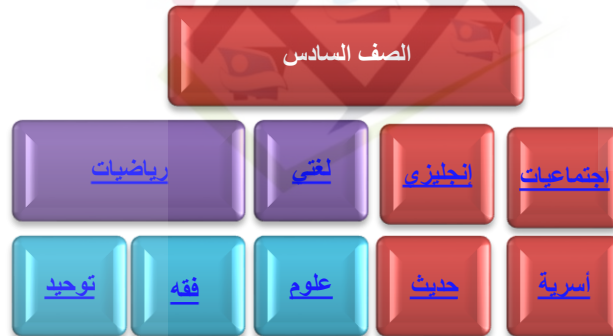 الصف السادس
اجتماعيات إنجليزي لغتي رياضيات
أسرية حديث علوم فقه توحيد